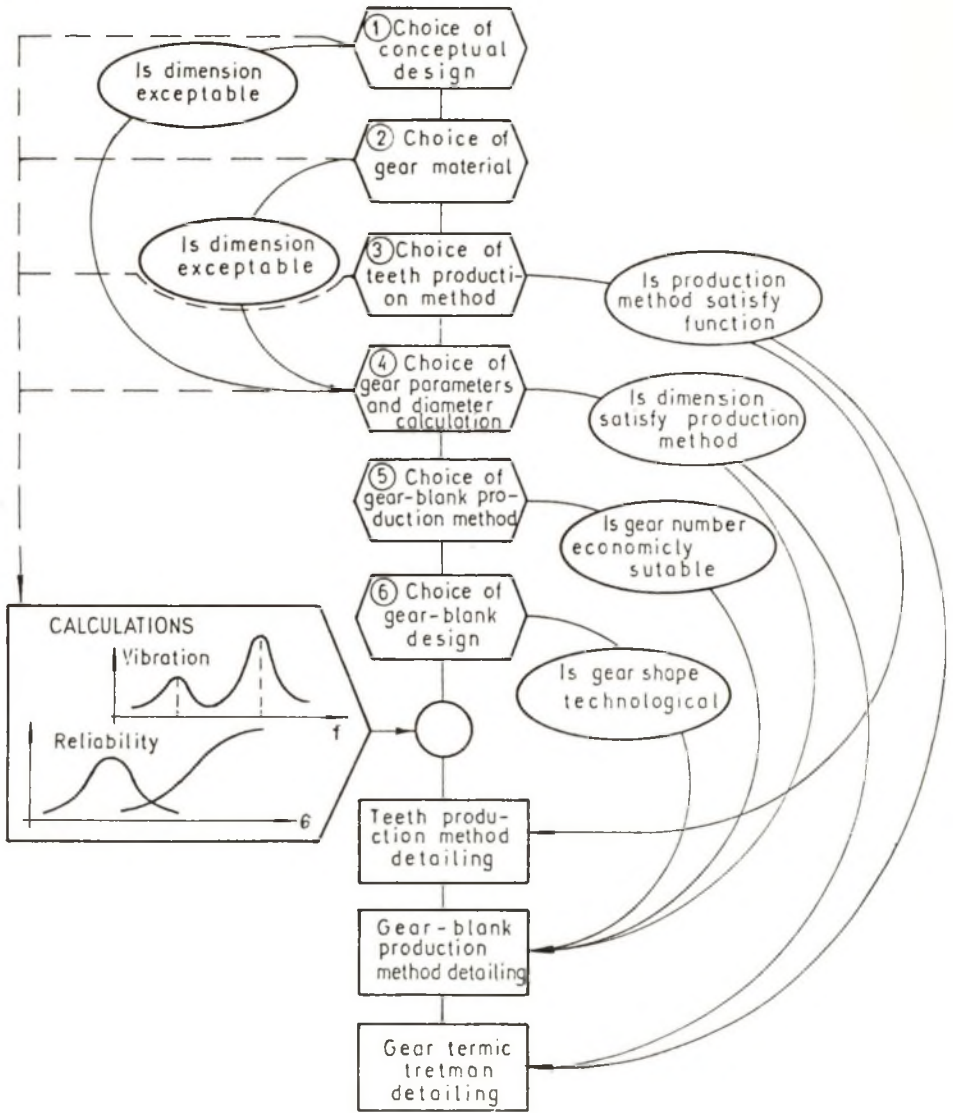 ① Choice of
conceptual
design
Is dimension
exceptable
② Choice of
gear material
Is dimension
exceptable
③ Choice of
teeth producti-
on method
Is production
method satisfy
function
④ Choice of
gear parameters
and diameter
calculation
Is dimension
satisfy production
method
⑤ Choice of
gear-blank pro-
duction method
Is gear number
economicly
sutable
⑥ Choice of
gear-blank
design
Is gear shape
technological
CALCULATIONS
Vibration
f
Reliability
6
Teeth produ-
ction method
detailing
Gear-blank
production
method detailing
Gear termic
tretman
detailing